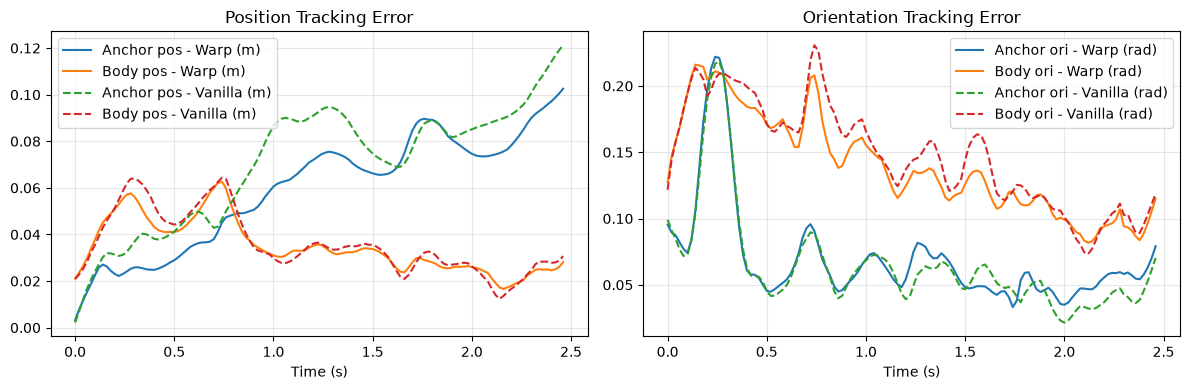 Position Tracking Error
Anchor pos - Warp (m)
Body pos - Warp (m)
Anchor pos - Vanilla (m)
Body pos - Vanilla (m)
0.12
0.10
0.08
0.06
0.04
0.02
0.00
0.0 0.5 1.0 1.5 2.0 2.5
Time (s)
Orientation Tracking Error
Anchor ori - Warp (rad)
Body ori - Warp (rad)
Anchor ori - Vanilla (rad)
Body ori - Vanilla (rad)
0.20
0.15
0.10
0.05
0.0 0.5 1.0 1.5 2.0 2.5
Time (s)